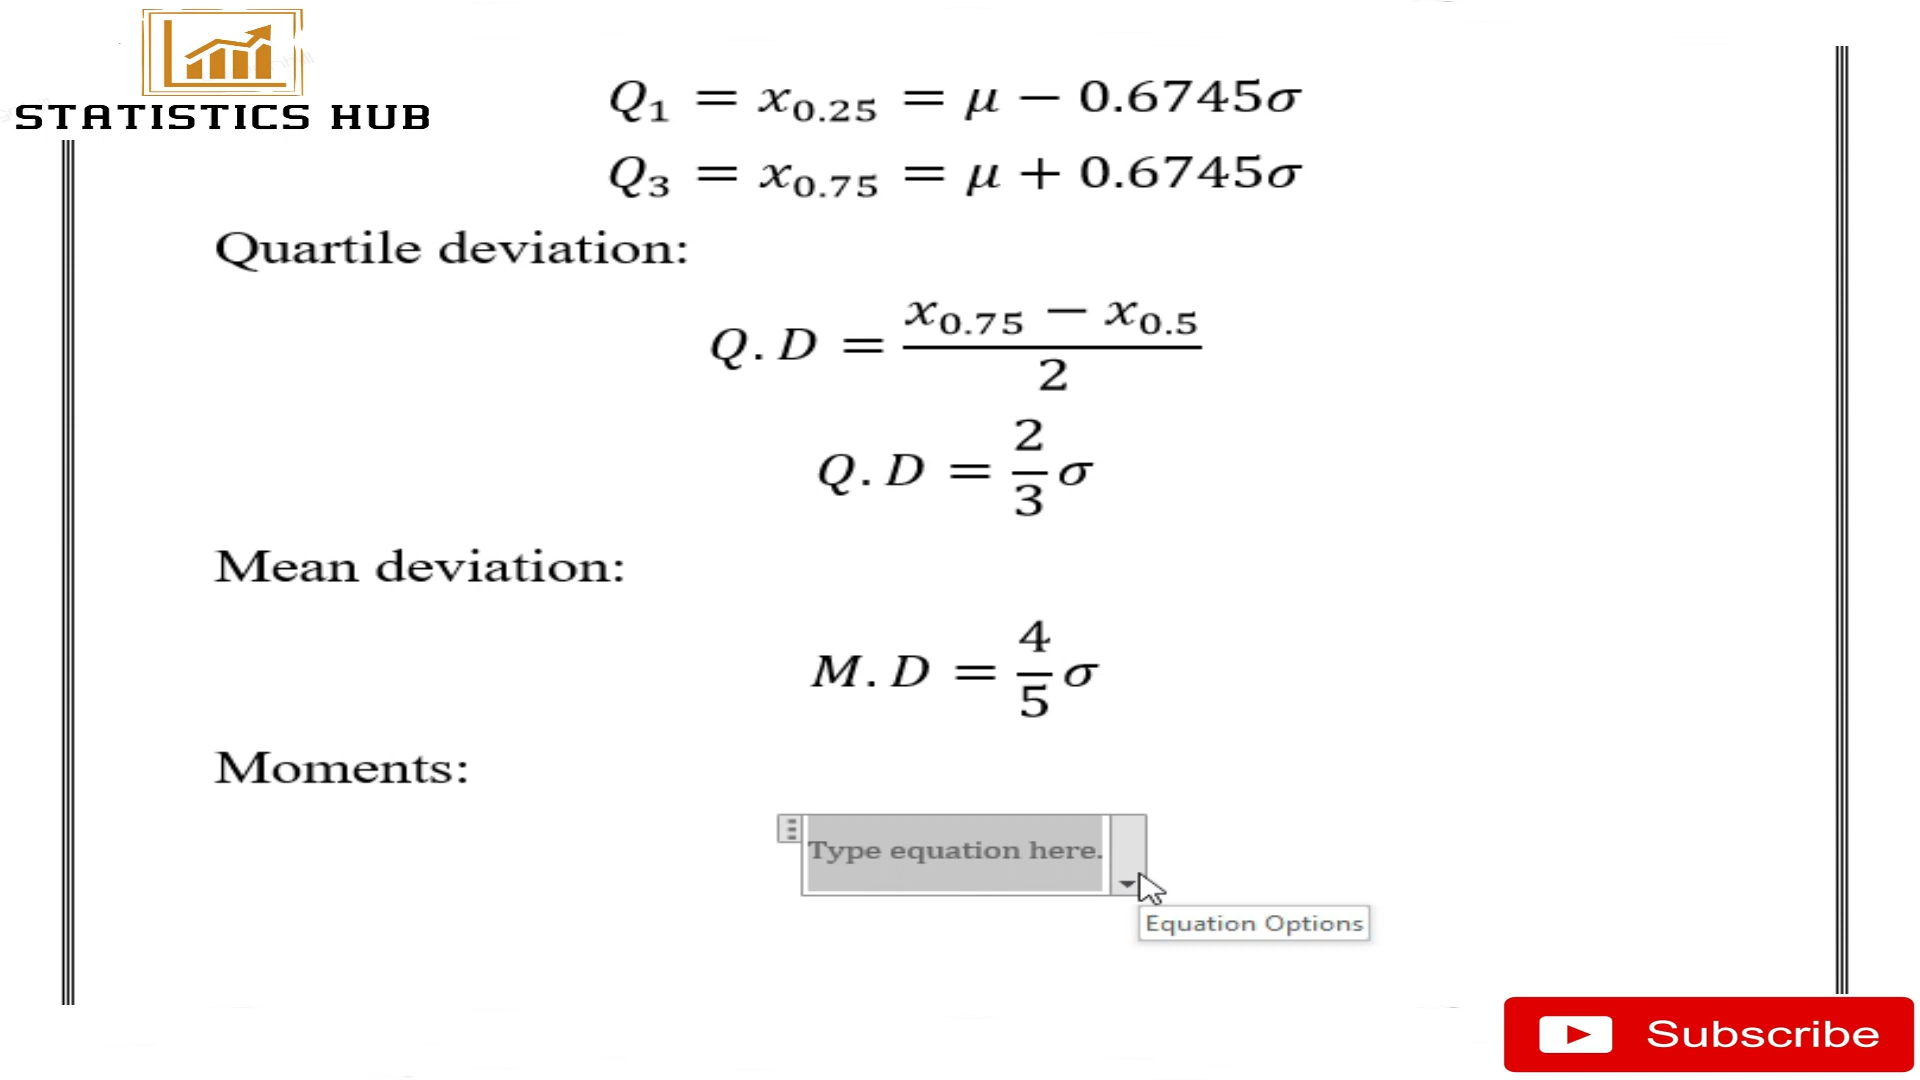 STATISTICS HUB
Q₁ = x₀.₂₅ = μ − 0.6745σ
Q₃ = x₀.₇₅ = μ + 0.6745σ
Quartile deviation:
Q.D = (x₀.₇₅ − x₀.₅) / 2
Q.D = 2/3 σ
Mean deviation:
M.D = 4/5 σ
Moments:
Type equation here.
Equation Options
Subscribe